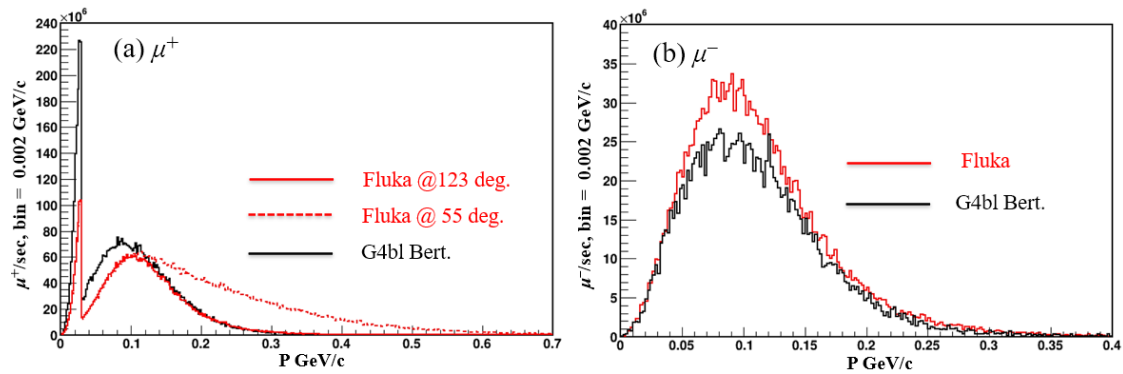 ×10⁶
240
220
200
180
160
140
120
100
80
60
40
20
0
μ⁺/sec, bin = 0.002 GeV/c
(a) μ⁺
Fluka @123 deg.
Fluka @ 55 deg.
G4bl Bert.
0 0.1 0.2 0.3 0.4 0.5 0.6 0.7
P GeV/c
×10⁶
40
35
30
25
20
15
10
5
0
μ⁻/sec, bin = 0.002 GeV/c
(b) μ⁻
Fluka
G4bl Bert.
0 0.05 0.1 0.15 0.2 0.25 0.3 0.35 0.4
P GeV/c